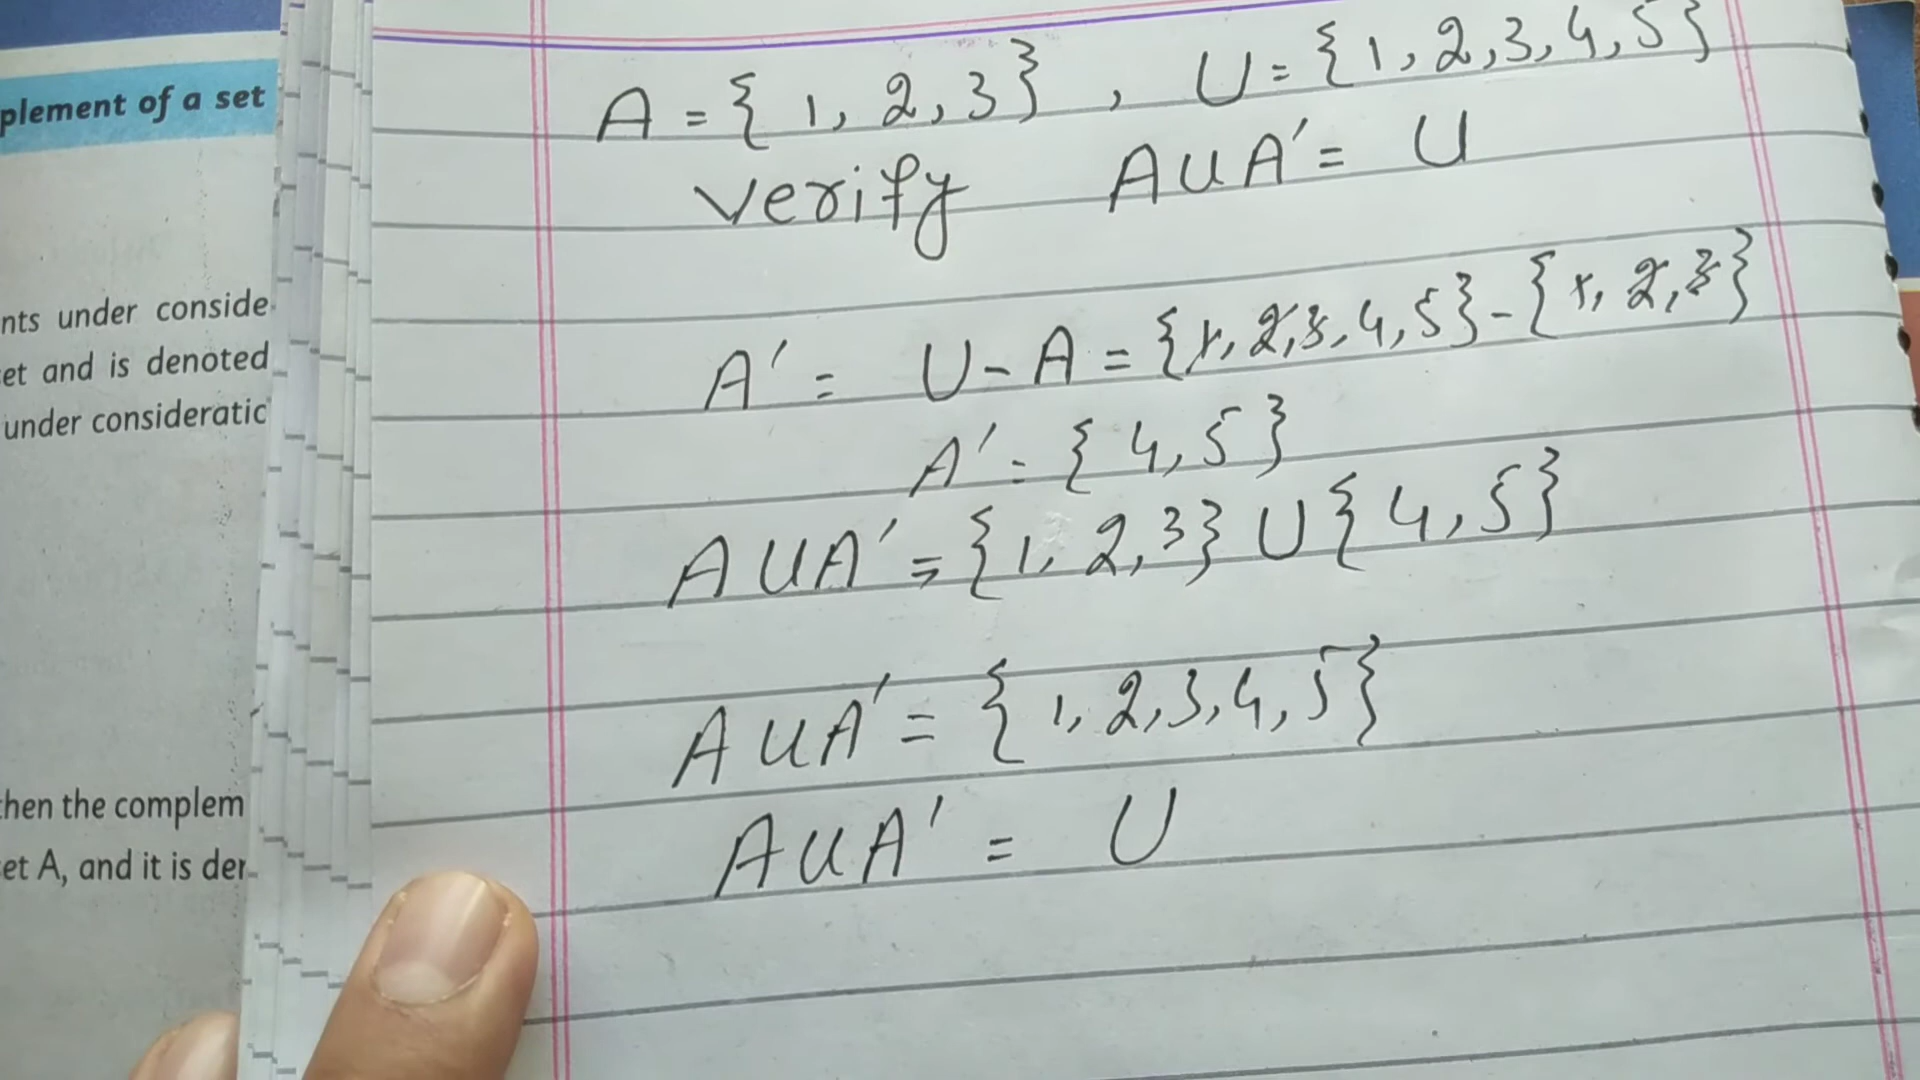 plement of a set
nts under conside
et and is denoted
under consideratic
then the complem
et A, and it is der
A = { 1, 2, 3 } , U = { 1, 2, 3, 4, 5 }
Verify A U A' = U
A' = U - A = { 1, 2, 3, 4, 5 } - { 1, 2, 3 }
A' = { 4, 5 }
A U A' = { 1, 2, 3 } U { 4, 5 }
A U A' = { 1, 2, 3, 4, 5 }
A U A' = U